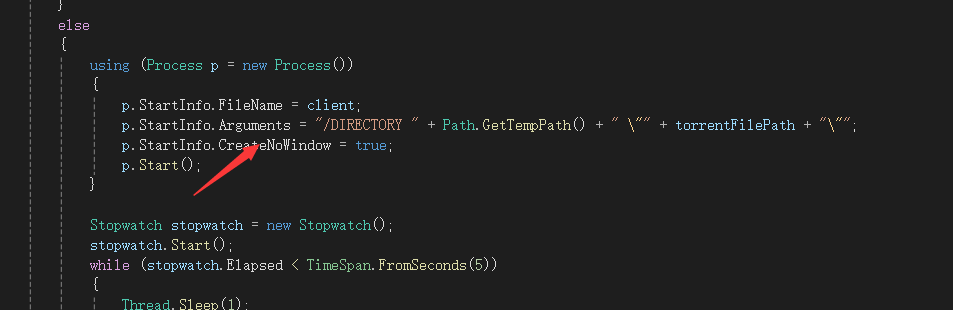 }
else
{
using (Process p = new Process())
{
p.StartInfo.FileName = client;
p.StartInfo.Arguments = "/DIRECTORY " + Path.GetTempPath() + " \"" + torrentFilePath + "\"";
p.StartInfo.CreateNoWindow = true;
p.Start();
}
Stopwatch stopwatch = new Stopwatch();
stopwatch.Start();
while (stopwatch.Elapsed < TimeSpan.FromSeconds(5))
{
Thread.Sleep(1);